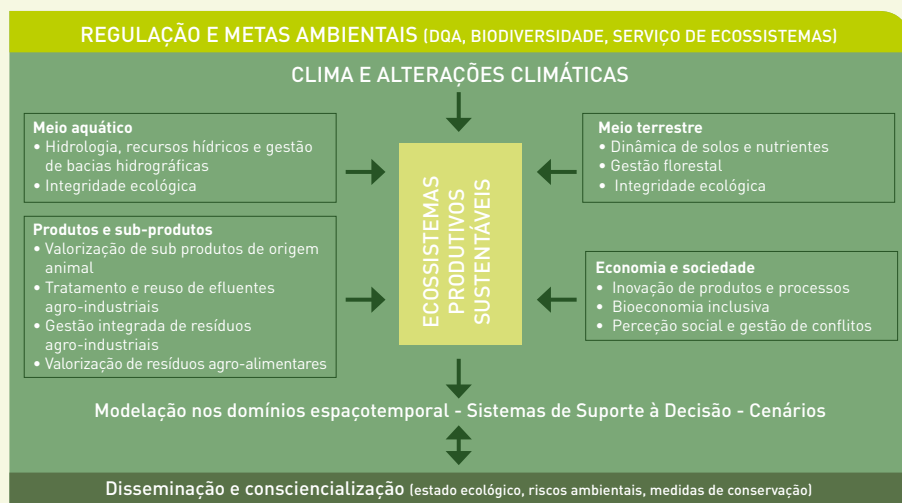 REGULAÇÃO E METAS AMBIENTAIS (DQA, BIODIVERSIDADE, SERVIÇO DE ECOSSISTEMAS)
CLIMA E ALTERAÇÕES CLIMÁTICAS
Meio aquático
• Hidrologia, recursos hídricos e gestão
de bacias hidrográficas
• Integridade ecológica
Produtos e sub-produtos
• Valorização de sub produtos de origem
animal
• Tratamento e reuso de efluentes
agro-industriais
• Gestão integrada de resíduos
agro-industriais
• Valorização de resíduos agro-alimentares
ECOSSISTEMAS
PRODUTIVOS
SUSTENTÁVEIS
Meio terrestre
• Dinâmica de solos e nutrientes
• Gestão florestal
• Integridade ecológica
Economia e sociedade
• Inovação de produtos e processos
• Bioeconomia inclusiva
• Perceção social e gestão de conflitos
Modelação nos domínios espaçotemporal - Sistemas de Suporte à Decisão - Cenários
Disseminação e consciencialização (estado ecológico, riscos ambientais, medidas de conservação)